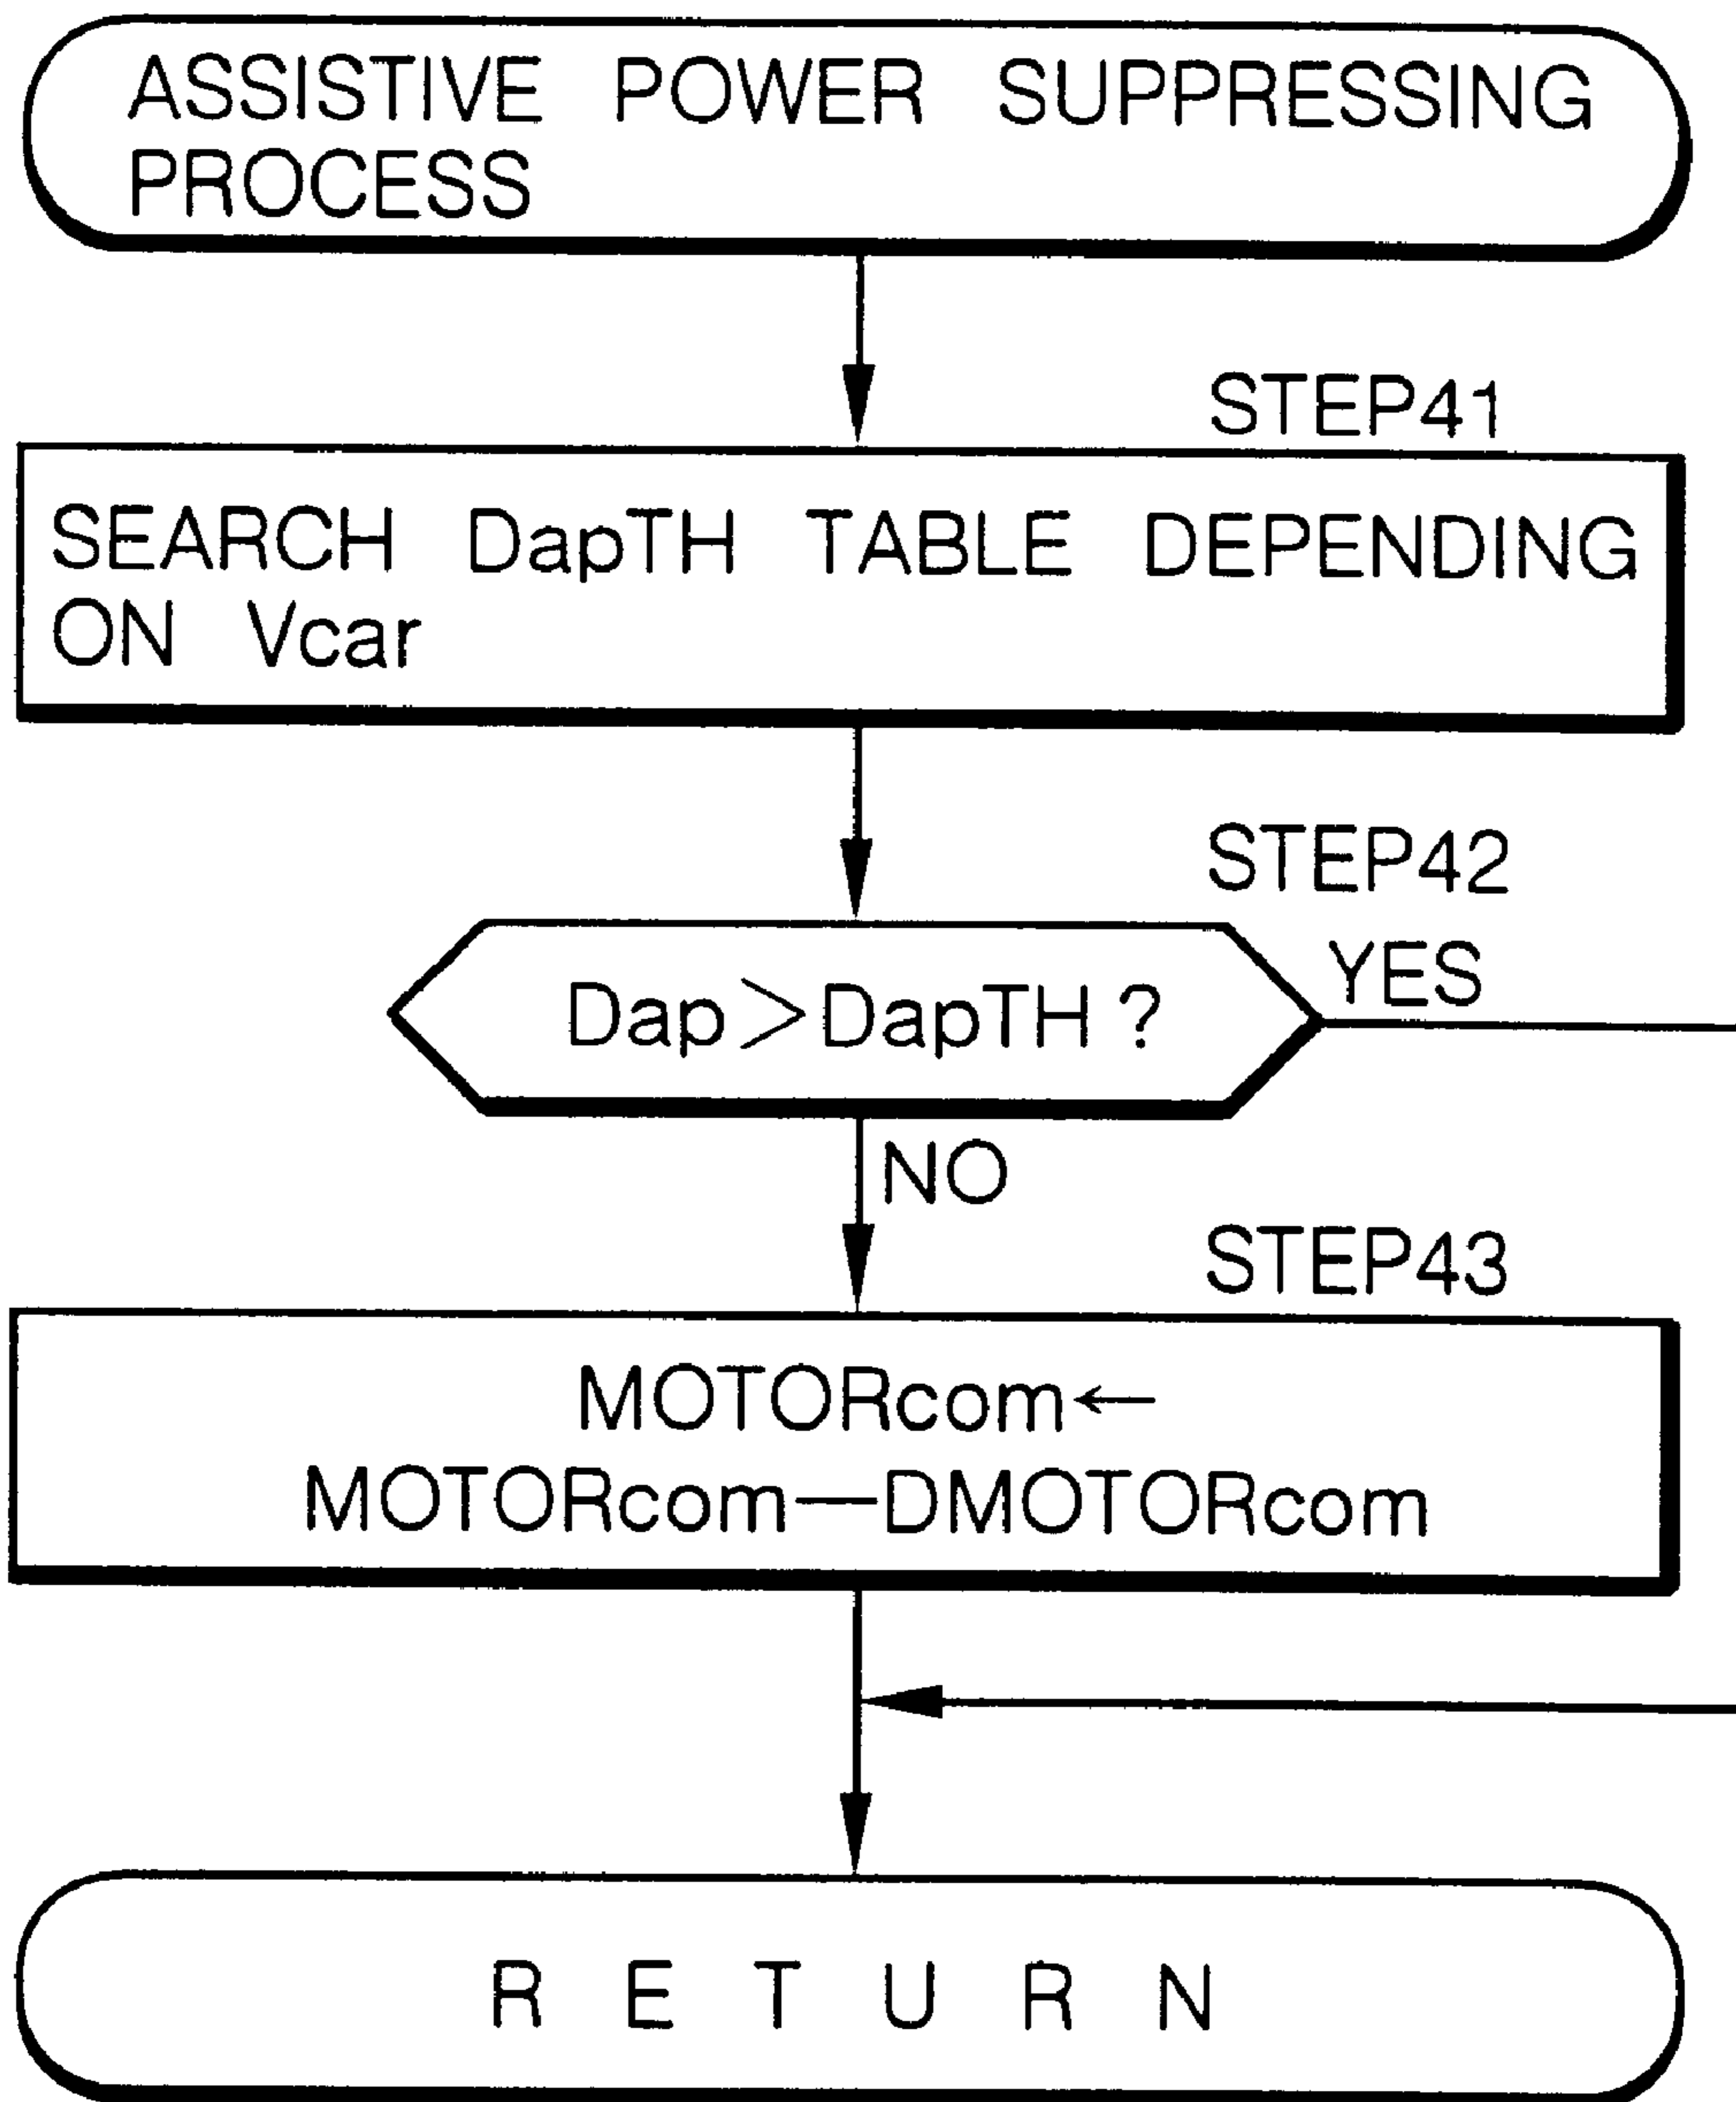 ASSISTIVE POWER SUPPRESSING
PROCESS
STEP41
SEARCH DapTH TABLE DEPENDING
ON Vcar
STEP42
YES
Dap>DapTH?
NO
STEP43
MOTORcom←
MOTORcom—DMOTORcom
RETURN